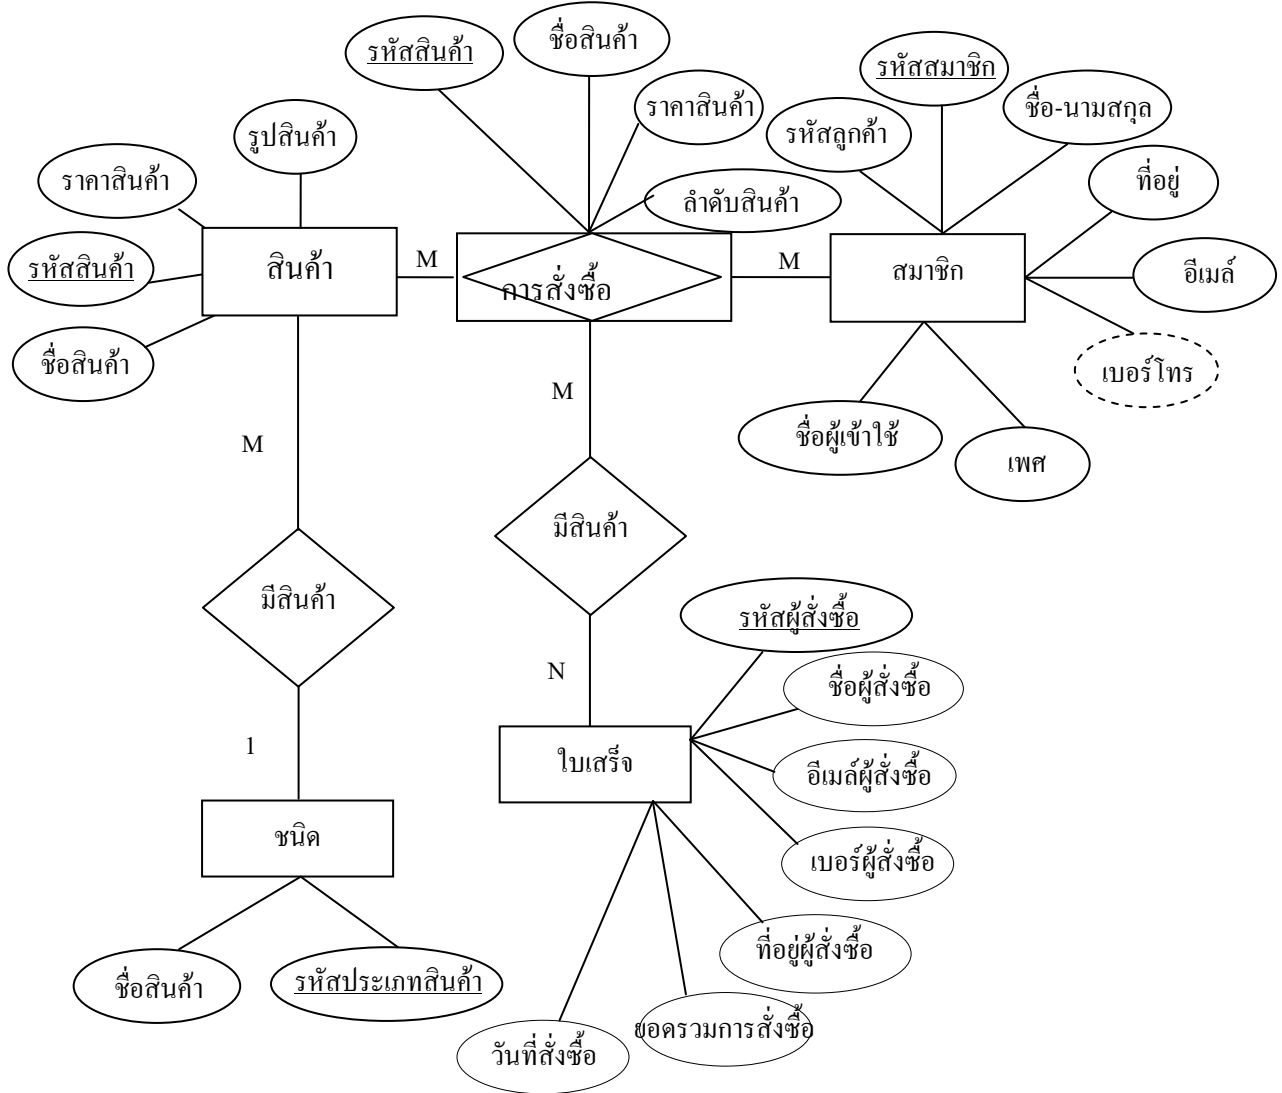 ชื่อสินค้า
รหัสสินค้า
รหัสสมาชิก
ราคาสินค้า
ชื่อ-นามสกุล
รูปสินค้า
รหัสลูกค้า
ราคาสินค้า
ที่อยู่
ลำดับสินค้า
รหัสสินค้า
สินค้า
M
การสั่งซื้อ
M
สมาชิก
อีเมล์
ชื่อสินค้า
เบอร์โทร
M
ชื่อผู้เข้าใช้
M
เพศ
มีสินค้า
มีสินค้า
รหัสผู้สั่งซื้อ
N
ชื่อผู้สั่งซื้อ
1
ใบเสร็จ
อีเมล์ผู้สั่งซื้อ
ชนิด
เบอร์ผู้สั่งซื้อ
ที่อยู่ผู้สั่งซื้อ
ชื่อสินค้า
รหัสประเภทสินค้า
ยอดรวมการสั่งซื้อ
วันที่สั่งซื้อ